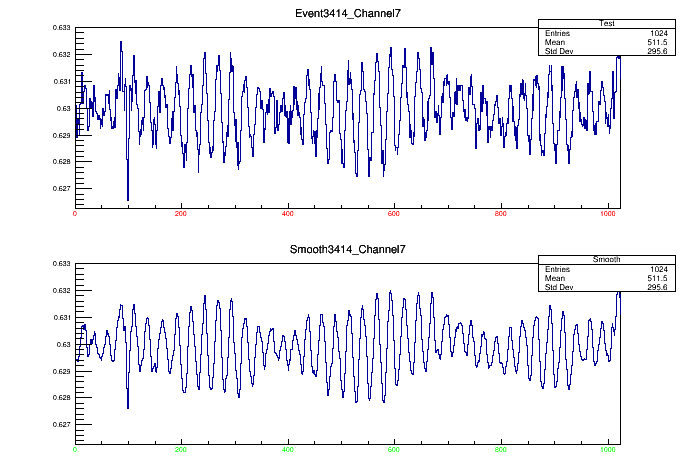 Event3414_Channel7
Test
Entries 1024
Mean 511.5
Std Dev 295.6
0.633
0.632
0.631
0.63
0.629
0.628
0.627
0 200 400 600 800 1000
Smooth3414_Channel7
Smooth
Entries 1024
Mean 511.5
Std Dev 295.6
0.633
0.632
0.631
0.63
0.629
0.628
0.627
0 200 400 600 800 1000